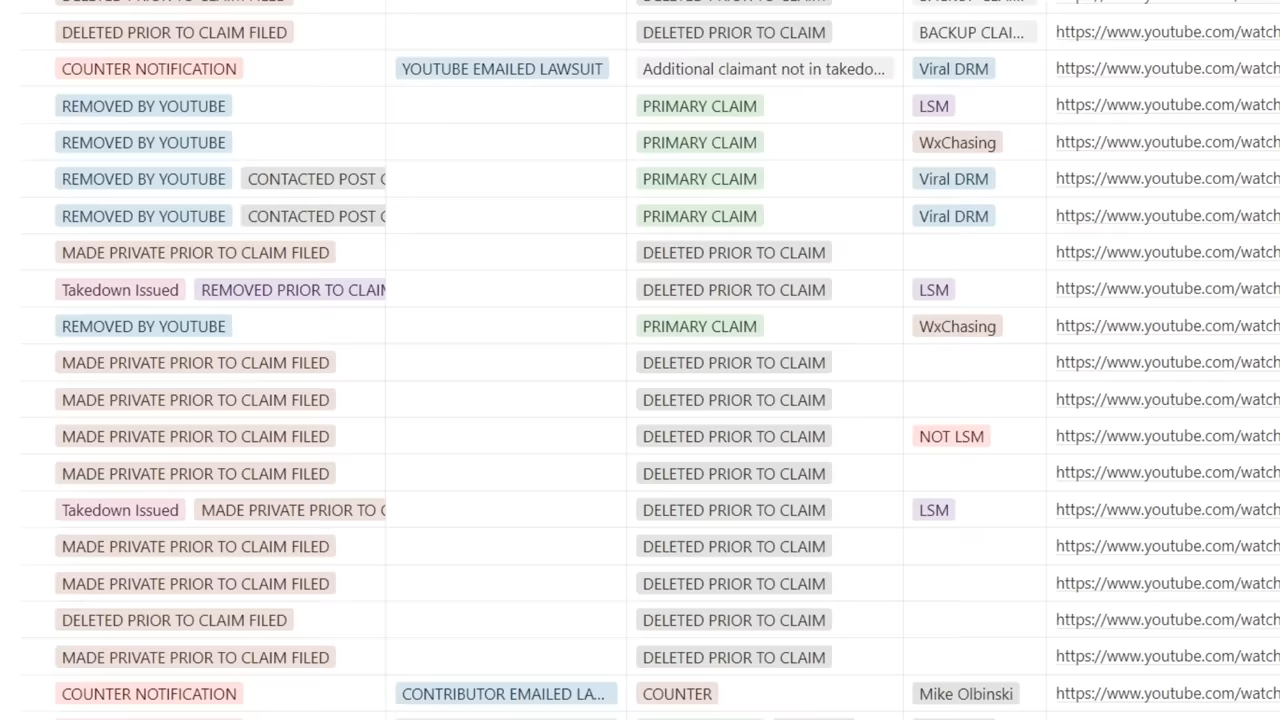 DELETED PRIOR TO CLAIM FILED DELETED PRIOR TO CLAIM BACKUP CLAI... https://www.youtube.com/watch
COUNTER NOTIFICATION YOUTUBE EMAILED LAWSUIT Additional claimant not in takedo... Viral DRM https://www.youtube.com/watch
REMOVED BY YOUTUBE PRIMARY CLAIM LSM https://www.youtube.com/watch
REMOVED BY YOUTUBE PRIMARY CLAIM WxChasing https://www.youtube.com/watch
REMOVED BY YOUTUBE CONTACTED POST PRIMARY CLAIM Viral DRM https://www.youtube.com/watch
REMOVED BY YOUTUBE CONTACTED POST PRIMARY CLAIM Viral DRM https://www.youtube.com/watch
MADE PRIVATE PRIOR TO CLAIM FILED DELETED PRIOR TO CLAIM https://www.youtube.com/watch
Takedown Issued REMOVED PRIOR TO CLAIM DELETED PRIOR TO CLAIM LSM https://www.youtube.com/watch
REMOVED BY YOUTUBE PRIMARY CLAIM WxChasing https://www.youtube.com/watch
MADE PRIVATE PRIOR TO CLAIM FILED DELETED PRIOR TO CLAIM https://www.youtube.com/watch
MADE PRIVATE PRIOR TO CLAIM FILED DELETED PRIOR TO CLAIM https://www.youtube.com/watch
MADE PRIVATE PRIOR TO CLAIM FILED DELETED PRIOR TO CLAIM NOT LSM https://www.youtube.com/watch
MADE PRIVATE PRIOR TO CLAIM FILED DELETED PRIOR TO CLAIM https://www.youtube.com/watch
Takedown Issued MADE PRIVATE PRIOR TO DELETED PRIOR TO CLAIM LSM https://www.youtube.com/watch
MADE PRIVATE PRIOR TO CLAIM FILED DELETED PRIOR TO CLAIM https://www.youtube.com/watch
MADE PRIVATE PRIOR TO CLAIM FILED DELETED PRIOR TO CLAIM https://www.youtube.com/watch
DELETED PRIOR TO CLAIM FILED DELETED PRIOR TO CLAIM https://www.youtube.com/watch
MADE PRIVATE PRIOR TO CLAIM FILED DELETED PRIOR TO CLAIM https://www.youtube.com/watch
COUNTER NOTIFICATION CONTRIBUTOR EMAILED LA... COUNTER Mike Olbinski https://www.youtube.com/watch